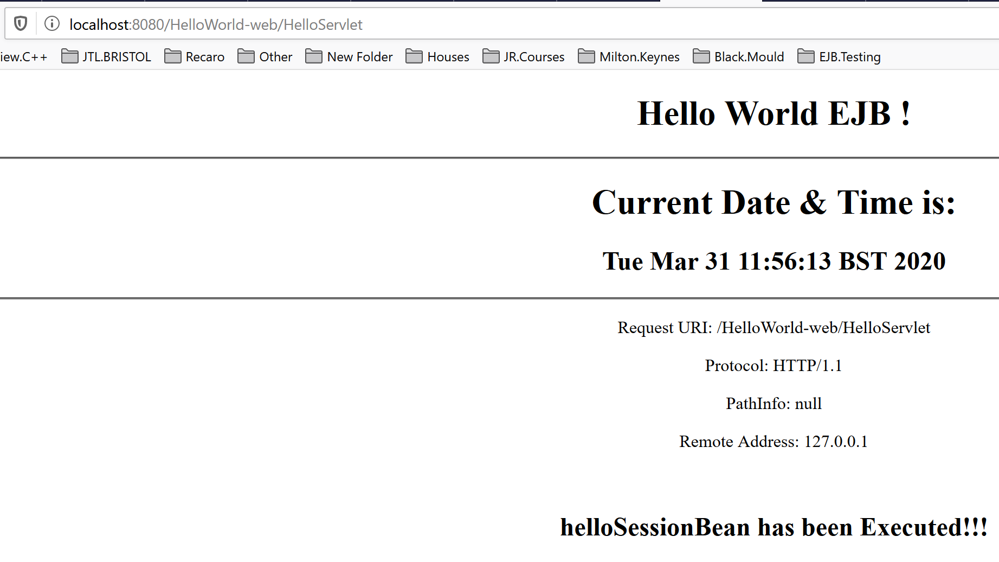 localhost:8080/HelloWorld-web/HelloServlet
iew.C++ JTL.BRISTOL Recaro Other New Folder Houses JR.Courses Milton.Keynes Black.Mould EJB.Testing
Hello World EJB !
Current Date & Time is:
Tue Mar 31 11:56:13 BST 2020
Request URI: /HelloWorld-web/HelloServlet
Protocol: HTTP/1.1
PathInfo: null
Remote Address: 127.0.0.1
helloSessionBean has been Executed!!!